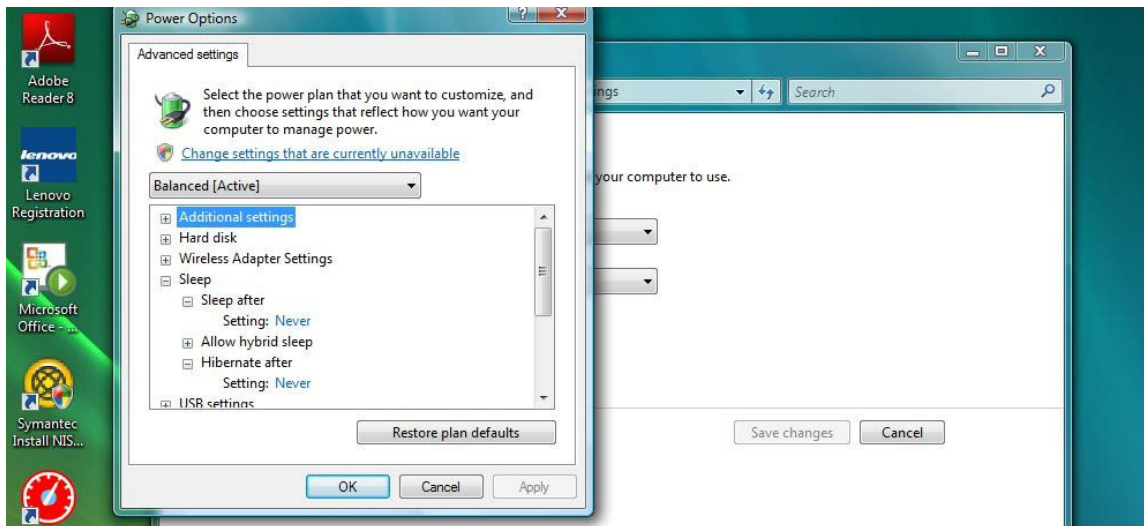 Adobe
Reader 8
lenovo
Lenovo
Registration
Microsoft
Office - ...
Symantec
Install NIS...
Power Options
Advanced settings
Select the power plan that you want to customize, and
then choose settings that reflect how you want your
computer to manage power.
Change settings that are currently unavailable
Balanced [Active]
Additional settings
Hard disk
Wireless Adapter Settings
Sleep
Sleep after
Setting: Never
Allow hybrid sleep
Hibernate after
Setting: Never
USB settings
Restore plan defaults
OK Cancel Apply
ngs
Search
your computer to use.
Save changes Cancel